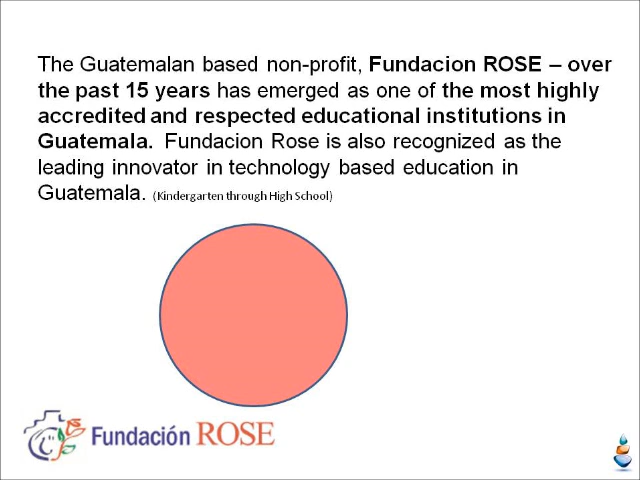 The Guatemalan based non-profit, Fundacion ROSE – over
the past 15 years has emerged as one of the most highly
accredited and respected educational institutions in
Guatemala. Fundacion Rose is also recognized as the
leading innovator in technology based education in
Guatemala. (Kindergarten through High School)
Fundación ROSE